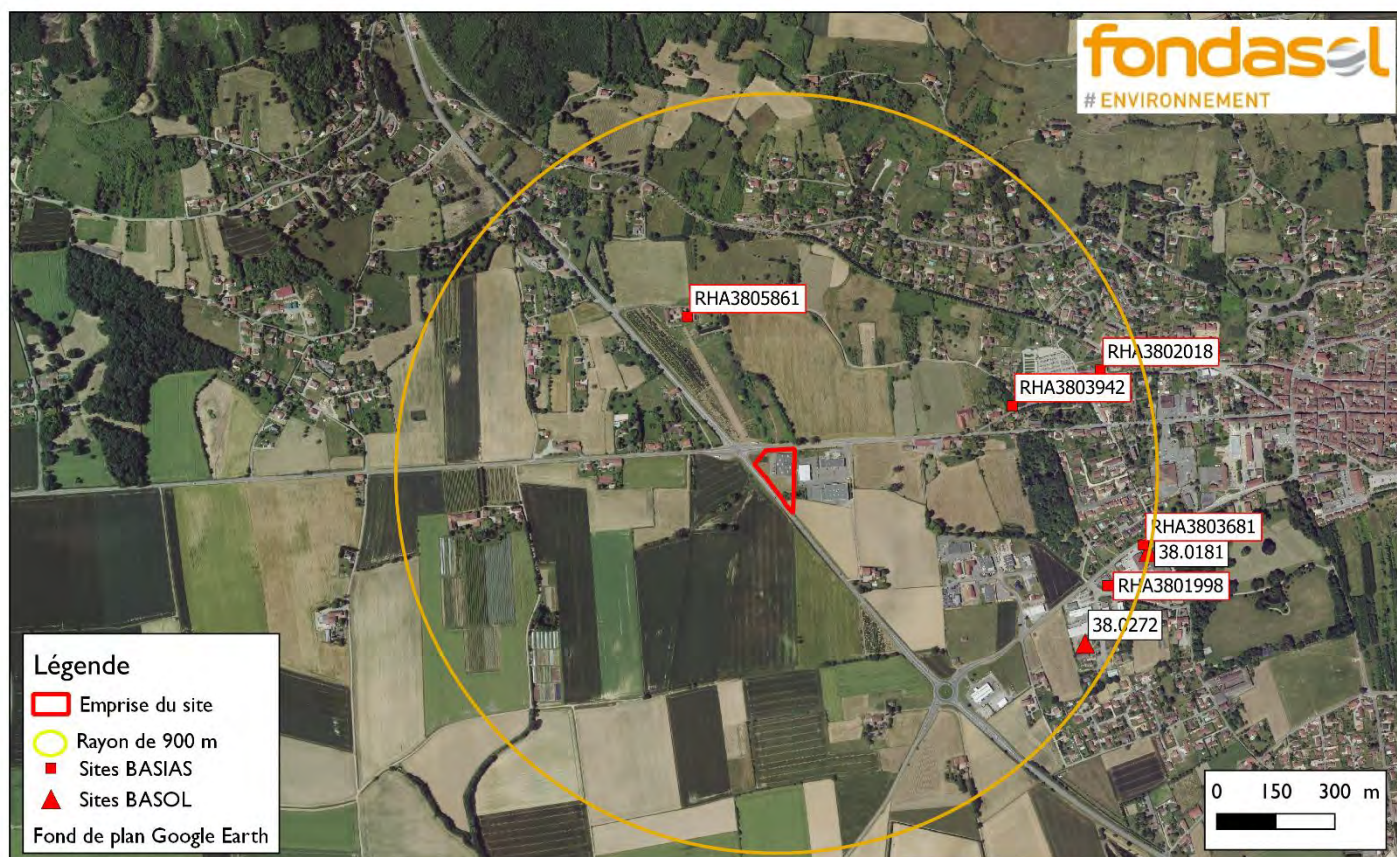 fondasol
# ENVIRONNEMENT
RHA3805861
RHA3802018
RHA3803942
RHA3803681
38.0181
RHA3801998
38.0272
Légende
Emprise du site
Rayon de 900 m
Sites BASIAS
Sites BASOL
Fond de plan Google Earth
0 150 300 m